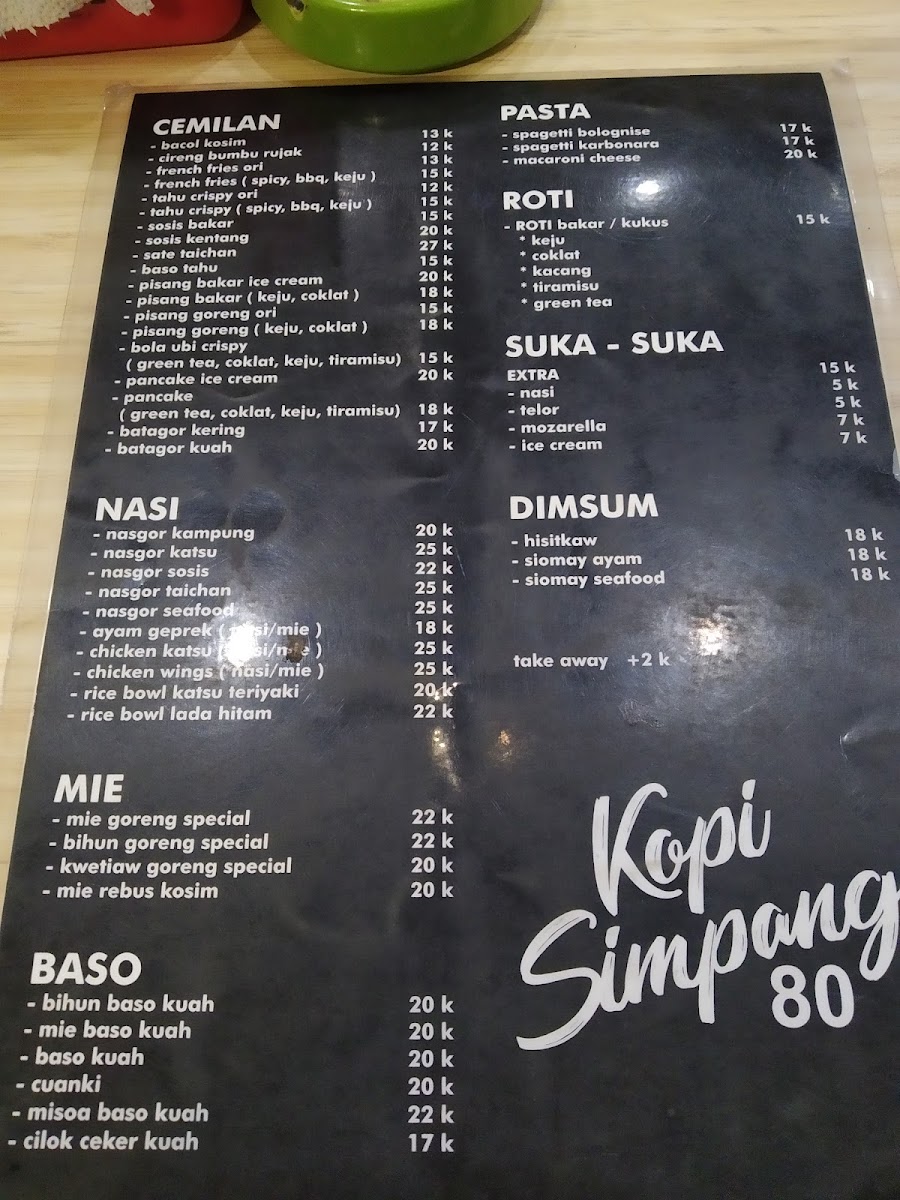 CEMILAN
- bacol kosim 13 k
- cireng bumbu rujak 12 k
- french fries ori 13 k
- french fries ( spicy, bbq, keju ) 15 k
- tahu crispy ori 12 k
- tahu crispy ( spicy, bbq, keju ) 15 k
- sosis bakar 15 k
- sosis kentang 20 k
- sate taichan 27 k
- baso tahu 15 k
- pisang bakar ice cream 20 k
- pisang bakar ( keju, coklat ) 18 k
- pisang goreng ori 15 k
- pisang goreng ( keju, coklat ) 18 k
- bola ubi crispy
( green tea, coklat, keju, tiramisu) 15 k
- pancake ice cream 20 k
- pancake
( green tea, coklat, keju, tiramisu) 18 k
- batagor kering 17 k
- batagor kuah 20 k
NASI
- nasgor kampung 20 k
- nasgor katsu 25 k
- nasgor sosis 22 k
- nasgor taichan 25 k
- nasgor seafood 25 k
- ayam geprek ( nasi/mie ) 18 k
- chicken katsu ( nasi/mie ) 25 k
- chicken wings ( nasi/mie ) 25 k
- rice bowl katsu teriyaki 20 k
- rice bowl lada hitam 22 k
MIE
- mie goreng special 22 k
- bihun goreng special 22 k
- kwetiaw goreng special 20 k
- mie rebus kosim 20 k
BASO
- bihun baso kuah 20 k
- mie baso kuah 20 k
- baso kuah 20 k
- cuanki 20 k
- misoa baso kuah 22 k
- cilok ceker kuah 17 k
PASTA
- spagetti bolognise 17 k
- spagetti karbonara 17 k
- macaroni cheese 20 k
ROTI
- ROTI bakar / kukus 15 k
* keju
* coklat
* kacang
* tiramisu
* green tea
SUKA - SUKA
EXTRA 15 k
- nasi 5 k
- telor 5 k
- mozarella 7 k
- ice cream 7 k
DIMSUM
- hisitkaw 18 k
- siomay ayam 18 k
- siomay seafood 18 k
take away +2 k
Kopi
Simpang
80